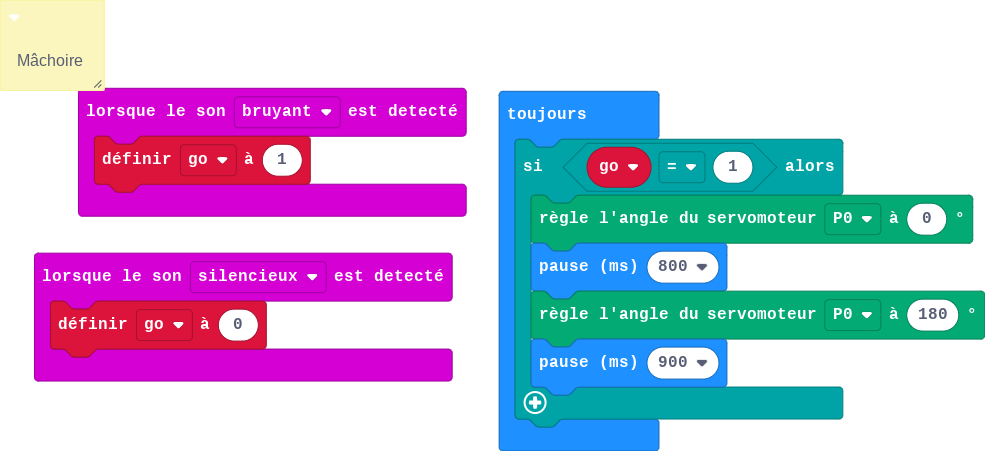 Mâchoire
lorsque le son bruyant est detecté
définir go à 1
lorsque le son silencieux est detecté
définir go à 0
toujours
si go = 1 alors
règle l'angle du servomoteur P0 à 0 °
pause (ms) 800
règle l'angle du servomoteur P0 à 180 °
pause (ms) 900